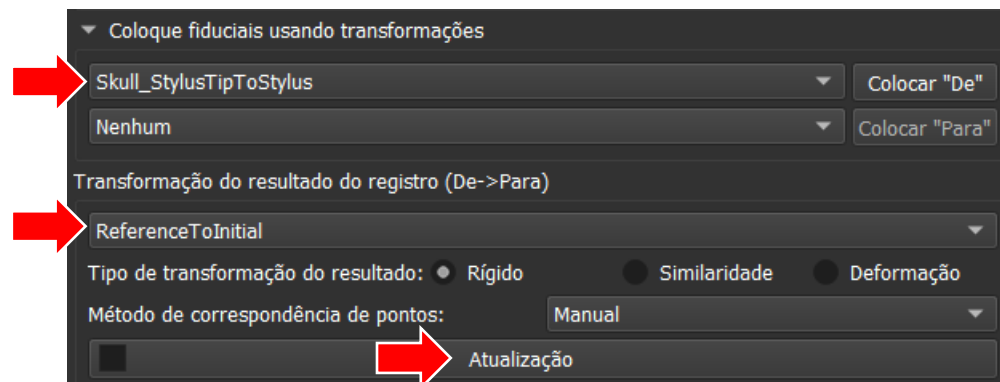 Coloque fiduciais usando transformações
Skull_StylusTipToStylus Colocar "De"
Nenhum Colocar "Para"
Transformação do resultado do registro (De->Para)
ReferenceToInitial
Tipo de transformação do resultado: Rígido Similaridade Deformação
Método de correspondência de pontos: Manual
Atualização